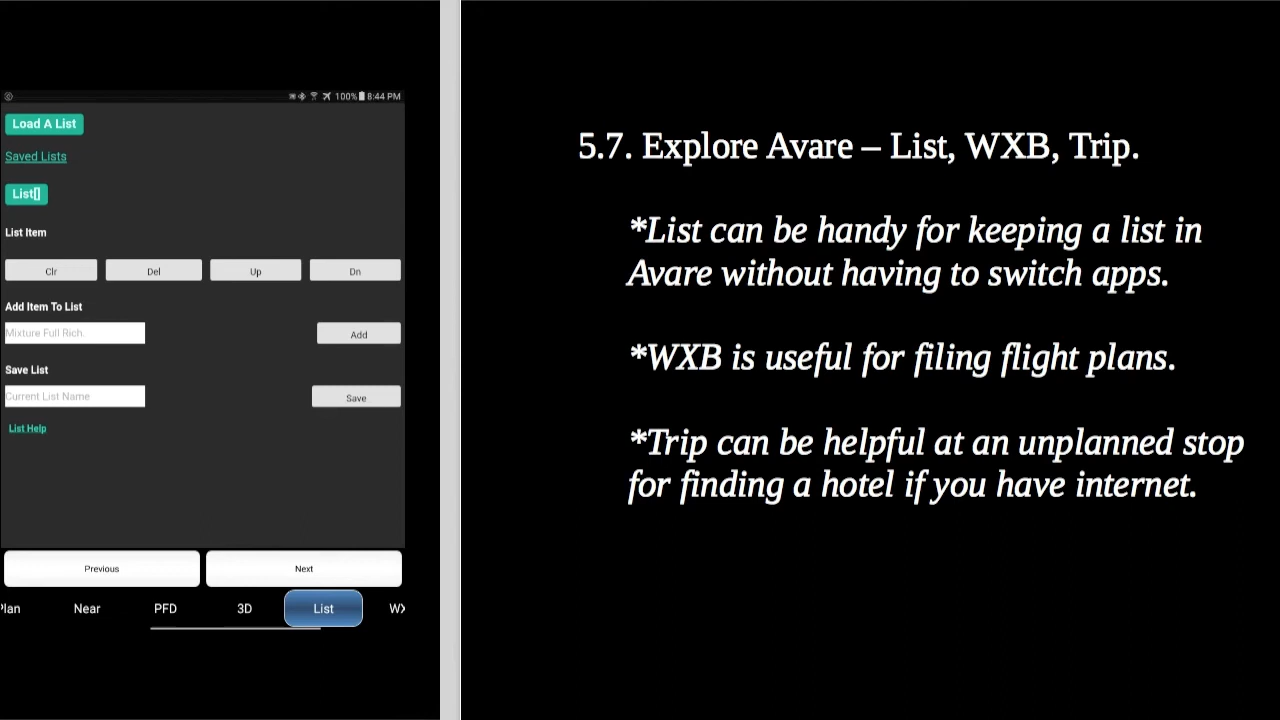 100% 8:44 PM
Load A List
Saved Lists
List[]
List Item
Clr Del Up Dn
Add Item To List
Mixture Full Rich. Add
Save List
Current List Name Save
List Help
Previous Next
Plan Near PFD 3D List WX
5.7. Explore Avare – List, WXB, Trip.
*List can be handy for keeping a list in
Avare without having to switch apps.
*WXB is useful for filing flight plans.
*Trip can be helpful at an unplanned stop
for finding a hotel if you have internet.